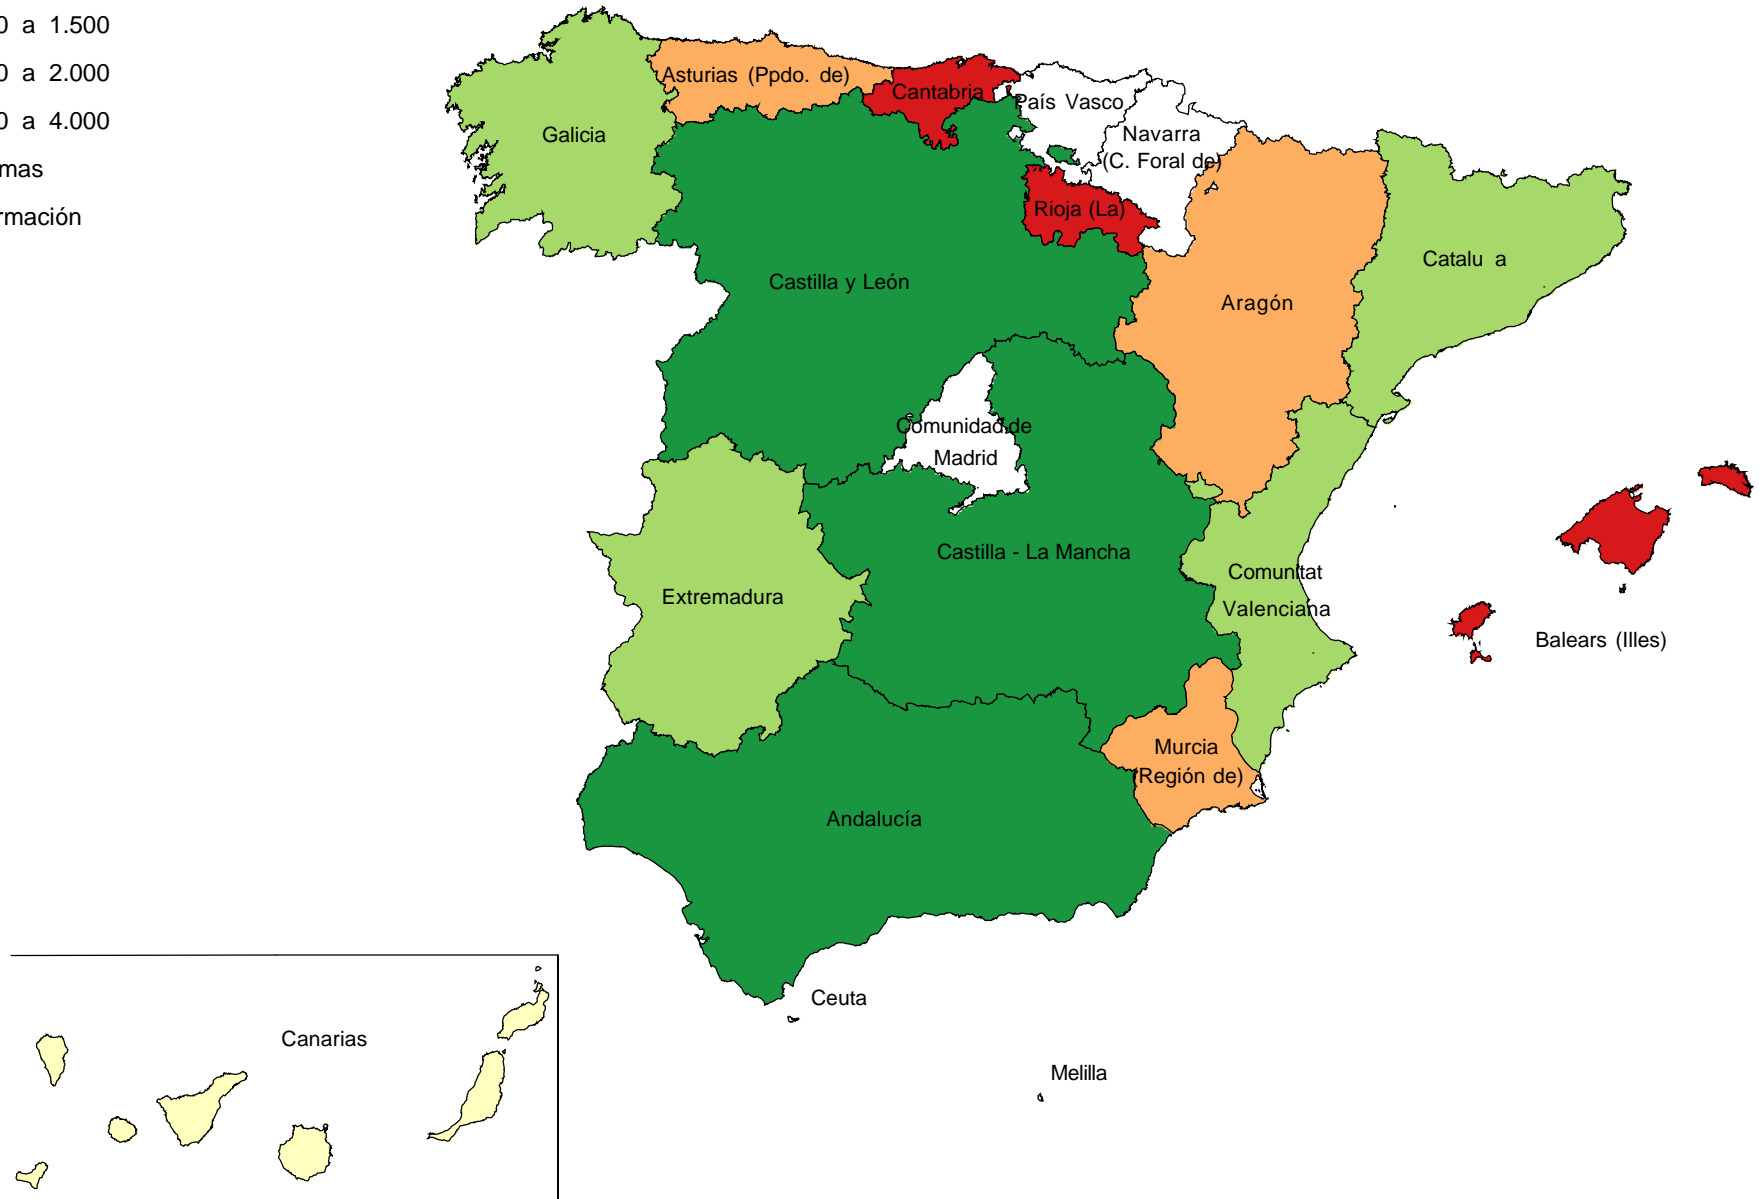 0 a 1.500
0 a 2.000
0 a 4.000
mas
rmación
Asturias (Ppdo. de)
Cantabria
País Vasco
Galicia
Navarra
(C. Foral de)
Rioja (La)
Castilla y León
Catalu a
Aragón
Comunidad de
Madrid
Castilla - La Mancha
Comunitat
Valenciana
Extremadura
Balears (Illes)
Murcia
(Región de)
Andalucía
Ceuta
Canarias
Melilla